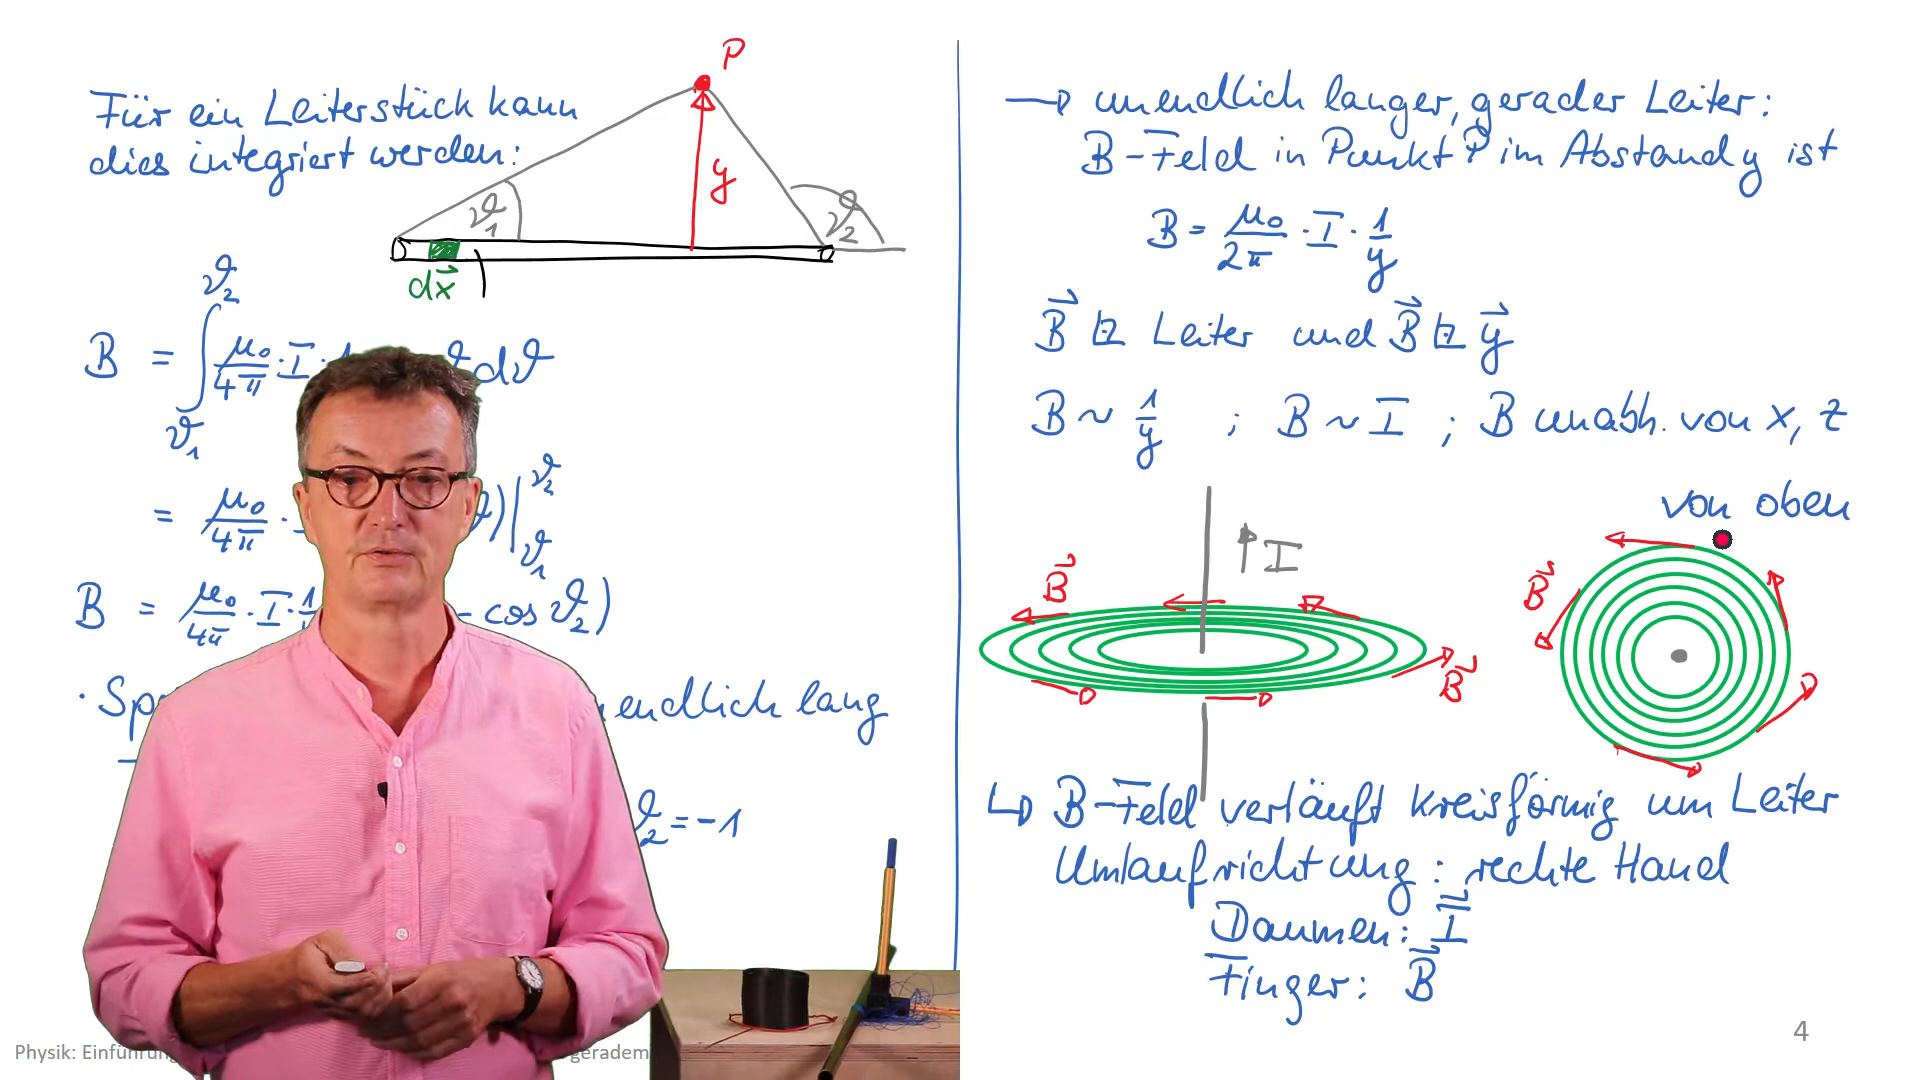 Für ein Leiterstück kann
dies integriert werden:
P
y
ϑ₁
ϑ₂
dx⃗
ϑ₂
B = ∫ μ₀/4π · I · dϑ
ϑ₁
= μ₀/4π · ϑ)|
ϑ₂
ϑ₁
B = μ₀/4π · I · 1 - cos ϑ₂)
endlich lang
ϑ₂ = -1
Physik: geradem
→ unendlich langer, gerader Leiter:
B-Feld in Punkt P im Abstand y ist
B = μ₀/2π · I · 1/y
B⃗ ⊥ Leiter und B⃗ ⊥ y⃗
B ~ 1/y ; B ~ I ; B unabh. von x, z
von oben
I
B⃗
B⃗
B⃗
↳ B-Feld verläuft kreisförmig um Leiter
Umlaufrichtung: rechte Hand
Daumen: I⃗
Finger: B⃗
4